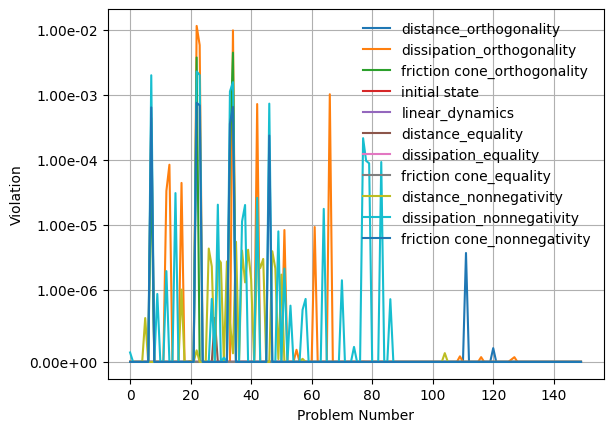 1.00e-02
1.00e-03
1.00e-04
1.00e-05
1.00e-06
0.00e+00
Violation
distance_orthogonality
dissipation_orthogonality
friction cone_orthogonality
initial state
linear_dynamics
distance_equality
dissipation_equality
friction cone_equality
distance_nonnegativity
dissipation_nonnegativity
friction cone_nonnegativity
0 20 40 60 80 100 120 140
Problem Number